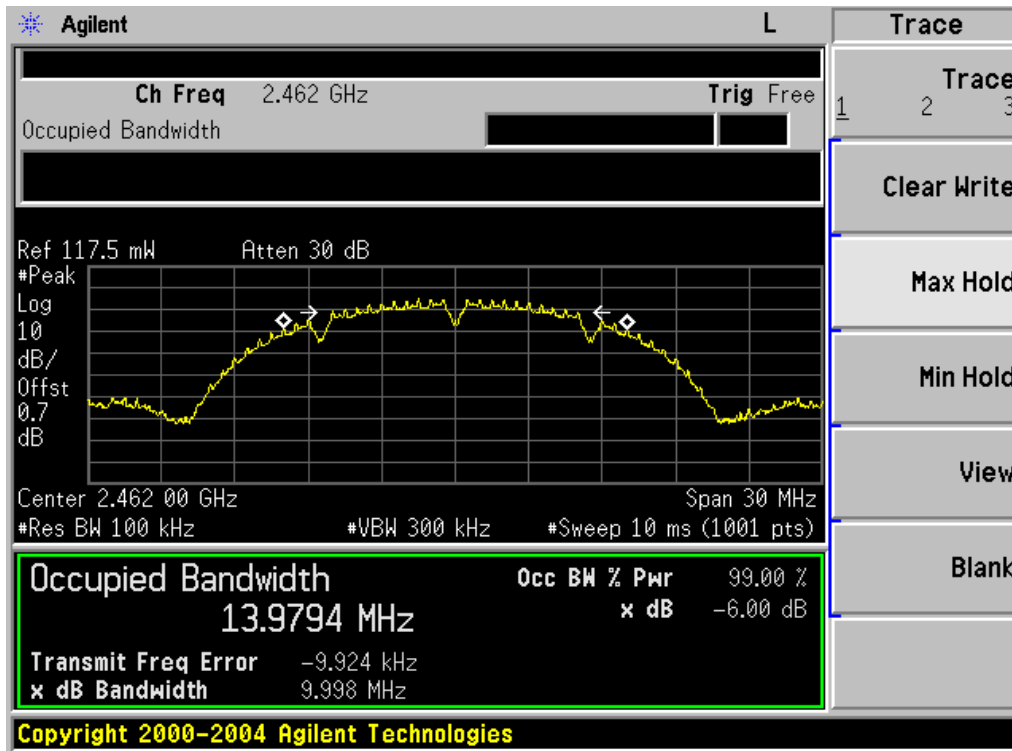 Agilent L Trace
Ch Freq 2.462 GHz Trig Free
Occupied Bandwidth
Trace
1 2 3
Clear Write
Max Hold
Min Hold
View
Blank
Ref 117.5 mW Atten 30 dB
#Peak
Log
10
dB/
Offst
0.7
dB
Center 2.462 00 GHz Span 30 MHz
#Res BW 100 kHz #VBW 300 kHz #Sweep 10 ms (1001 pts)
Occupied Bandwidth Occ BW % Pwr 99.00 %
13.9794 MHz x dB -6.00 dB
Transmit Freq Error -9.924 kHz
x dB Bandwidth 9.998 MHz
Copyright 2000-2004 Agilent Technologies